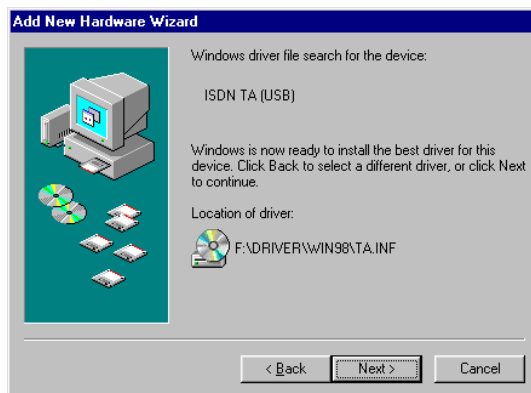 Add New Hardware Wizard
Windows driver file search for the device:
ISDN TA (USB)
Windows is now ready to install the best driver for this
device. Click Back to select a different driver, or click Next
to continue.
Location of driver:
F:\DRIVER\WIN98\TA.INF
< Back
Next >
Cancel